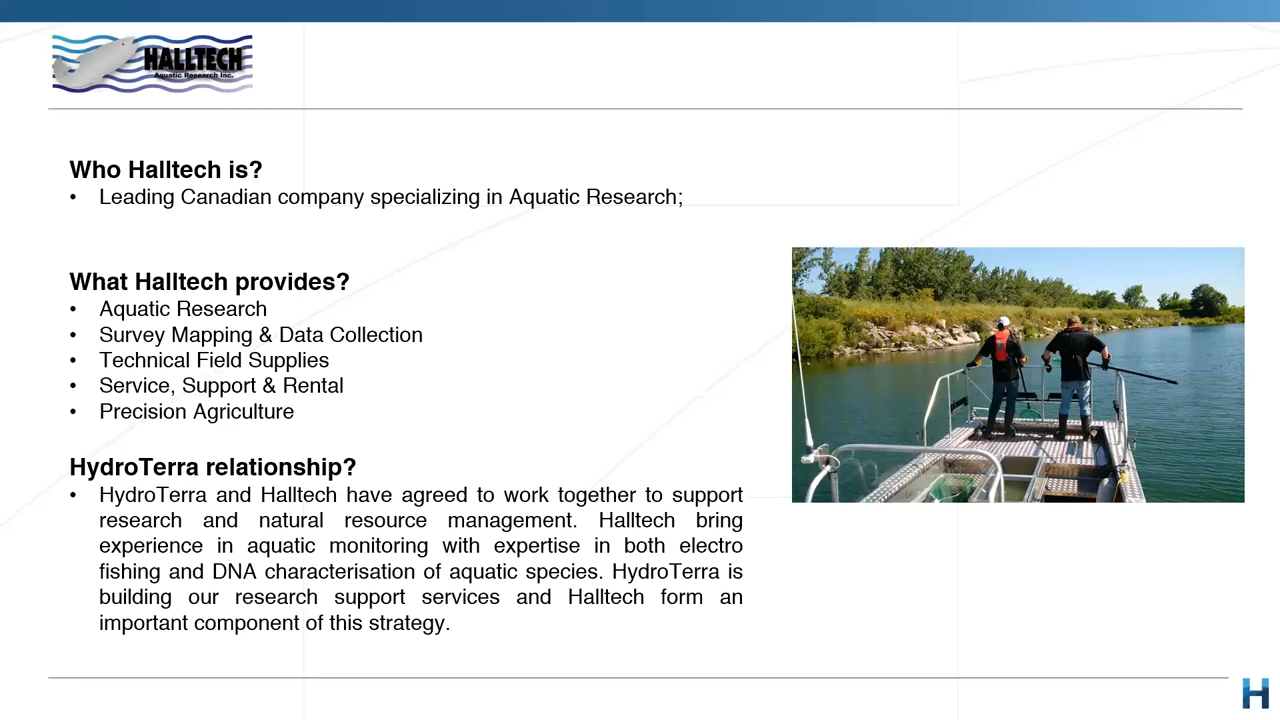 HALLTECH
Aquatic Research Inc.
Who Halltech is?
• Leading Canadian company specializing in Aquatic Research;
What Halltech provides?
• Aquatic Research
• Survey Mapping & Data Collection
• Technical Field Supplies
• Service, Support & Rental
• Precision Agriculture
HydroTerra relationship?
• HydroTerra and Halltech have agreed to work together to support
research and natural resource management. Halltech bring
experience in aquatic monitoring with expertise in both electro
fishing and DNA characterisation of aquatic species. HydroTerra is
building our research support services and Halltech form an
important component of this strategy.
H